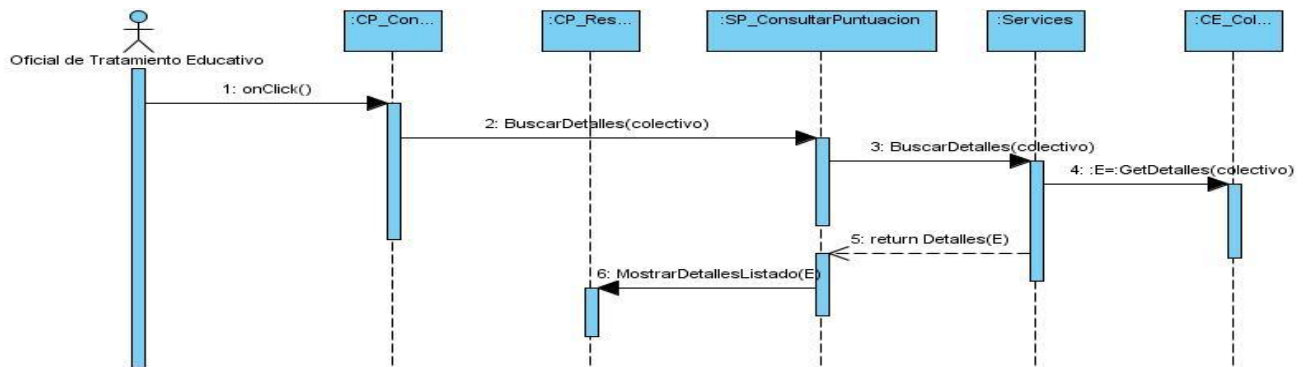 :CP_Con...
:CP_Res...
:SP_ConsultarPuntuacion
:Services
:CE_Col...
Oficial de Tratamiento Educativo
1: onClick()
2: BuscarDetalles(colectivo)
3: BuscarDetalles(colectivo)
4: :E=:GetDetalles(colectivo)
5: return Detalles(E)
6: MostrarDetallesListado(E)